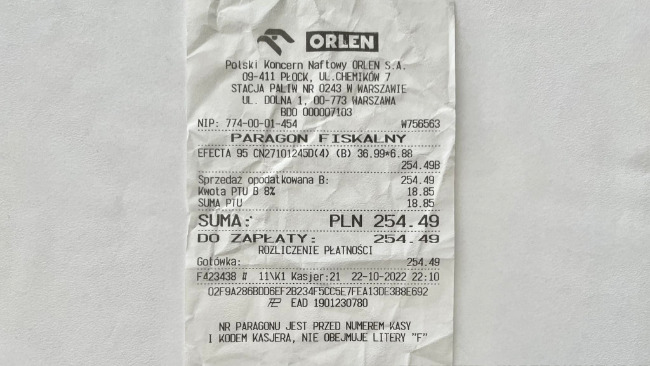 ORLEN
Polski Koncern Naftowy ORLEN S.A.
09-411 PŁOCK, UL.CHEMIKÓW 7
STACJA PALIW NR 0243 W WARSZAWIE
UL. DOLNA 1, 00-773 WARSZAWA
BDO 000007103
NIP: 774-00-01-454 W756563
PARAGON FISKALNY
EFECTA 95 CN27101245D(4) (B) 36.99*6.88
254.49B
Sprzedaż opodatkowana B: 254.49
Kwota PTU B 8% 18.85
SUMA PTU 18.85
SUMA: PLN 254.49
DO ZAPŁATY: 254.49
ROZLICZENIE PŁATNOŚCI
Gotówka: 254.49
F423438 # 11\K1 Kasjer:21 22-10-2022 22:10
02F9A286BDD6EF2B234F5CC5E7FEA13DE3B8E692
EAD 1901230780
NR PARAGONU JEST PRZED NUMEREM KASY
I KODEM KASJERA, NIE OBEJMUJE LITERY "F"